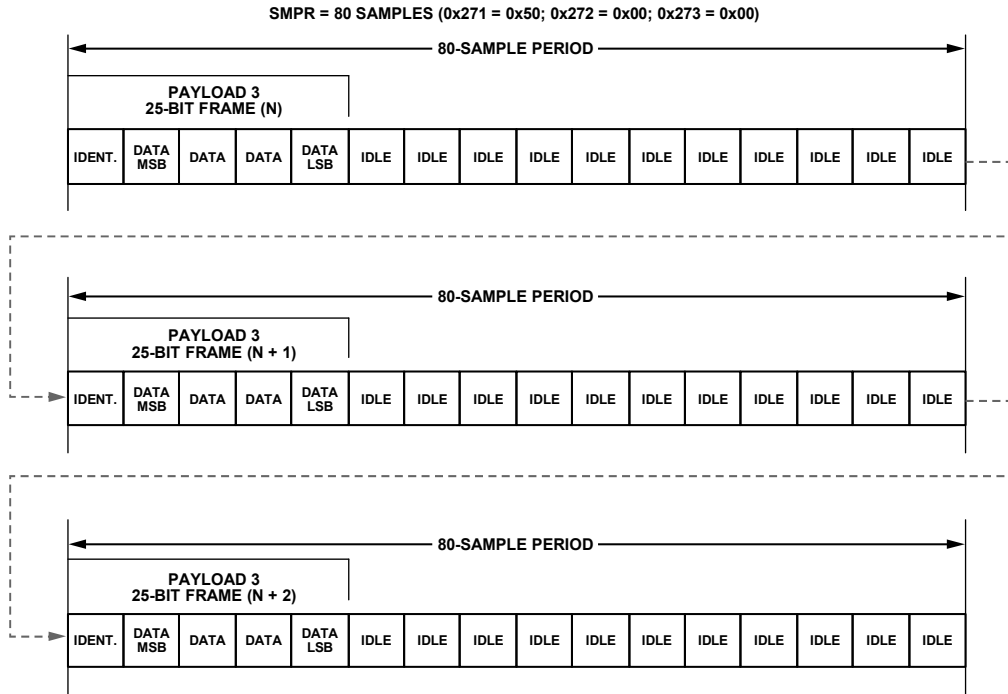 SMPR = 80 SAMPLES (0x271 = 0x50; 0x272 = 0x00; 0x273 = 0x00)
80-SAMPLE PERIOD
PAYLOAD 3
25-BIT FRAME (N)
IDENT. DATA MSB DATA DATA DATA LSB IDLE IDLE IDLE IDLE IDLE IDLE IDLE IDLE IDLE IDLE IDLE
80-SAMPLE PERIOD
PAYLOAD 3
25-BIT FRAME (N + 1)
IDENT. DATA MSB DATA DATA DATA LSB IDLE IDLE IDLE IDLE IDLE IDLE IDLE IDLE IDLE IDLE IDLE
80-SAMPLE PERIOD
PAYLOAD 3
25-BIT FRAME (N + 2)
IDENT. DATA MSB DATA DATA DATA LSB IDLE IDLE IDLE IDLE IDLE IDLE IDLE IDLE IDLE IDLE IDLE